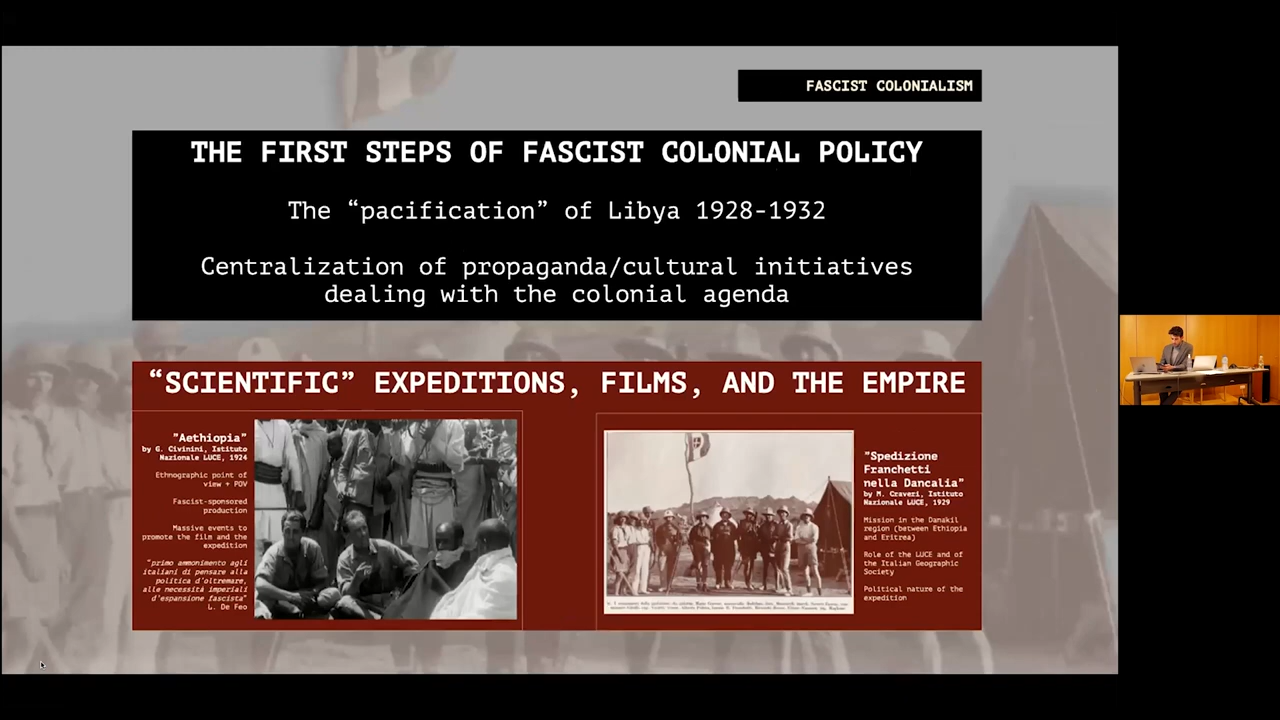 FASCIST COLONIALISM
THE FIRST STEPS OF FASCIST COLONIAL POLICY
The “pacification” of Libya 1928-1932
Centralization of propaganda/cultural initiatives
dealing with the colonial agenda
“SCIENTIFIC” EXPEDITIONS, FILMS, AND THE EMPIRE
”Aethiopia”
by G. Civinini, Istituto
Nazionale LUCE, 1924
Ethnographic point of
view + POV
Fascist-sponsored
production
Massive events to
promote the film and the
expedition
“primo ammonimento agli
italiani di pensare alla
politica d'oltremare,
alle necessità imperiali
d'espansione fascista”
L. De Feo
”Spedizione
Franchetti
nella Dancalia”
by M. Craveri, Istituto
Nazionale LUCE, 1929
Mission in the Damakil
region (between Ethiopia
and Eritrea)
Role of the LUCE and of
the Italian Geographic
Society
Political nature of the
expedition